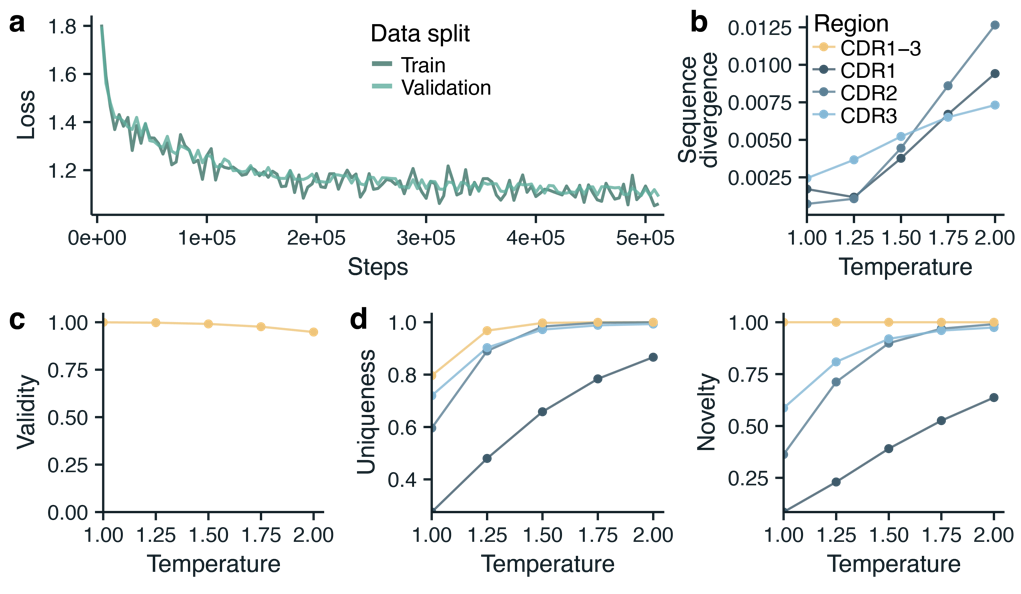 a
Data split
Train
Validation
Loss
1.8
1.6
1.4
1.2
0e+00 1e+05 2e+05 3e+05 4e+05 5e+05
Steps
b
Region
CDR1−3
CDR1
CDR2
CDR3
Sequence
divergence
0.0125
0.0100
0.0075
0.0050
0.0025
1.00 1.25 1.50 1.75 2.00
Temperature
c
Validity
1.00
0.75
0.50
0.25
0.00
1.00 1.25 1.50 1.75 2.00
Temperature
d
Uniqueness
1.0
0.8
0.6
0.4
1.00 1.25 1.50 1.75 2.00
Temperature
Novelty
1.00
0.75
0.50
0.25
1.00 1.25 1.50 1.75 2.00
Temperature